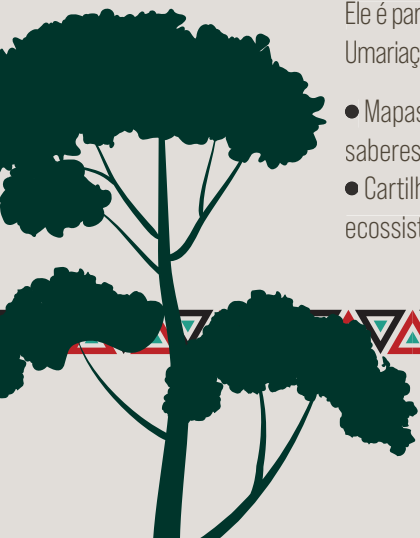 Ele é par
Umariaç
● Mapas
saberes
● Cartilh
ecossist